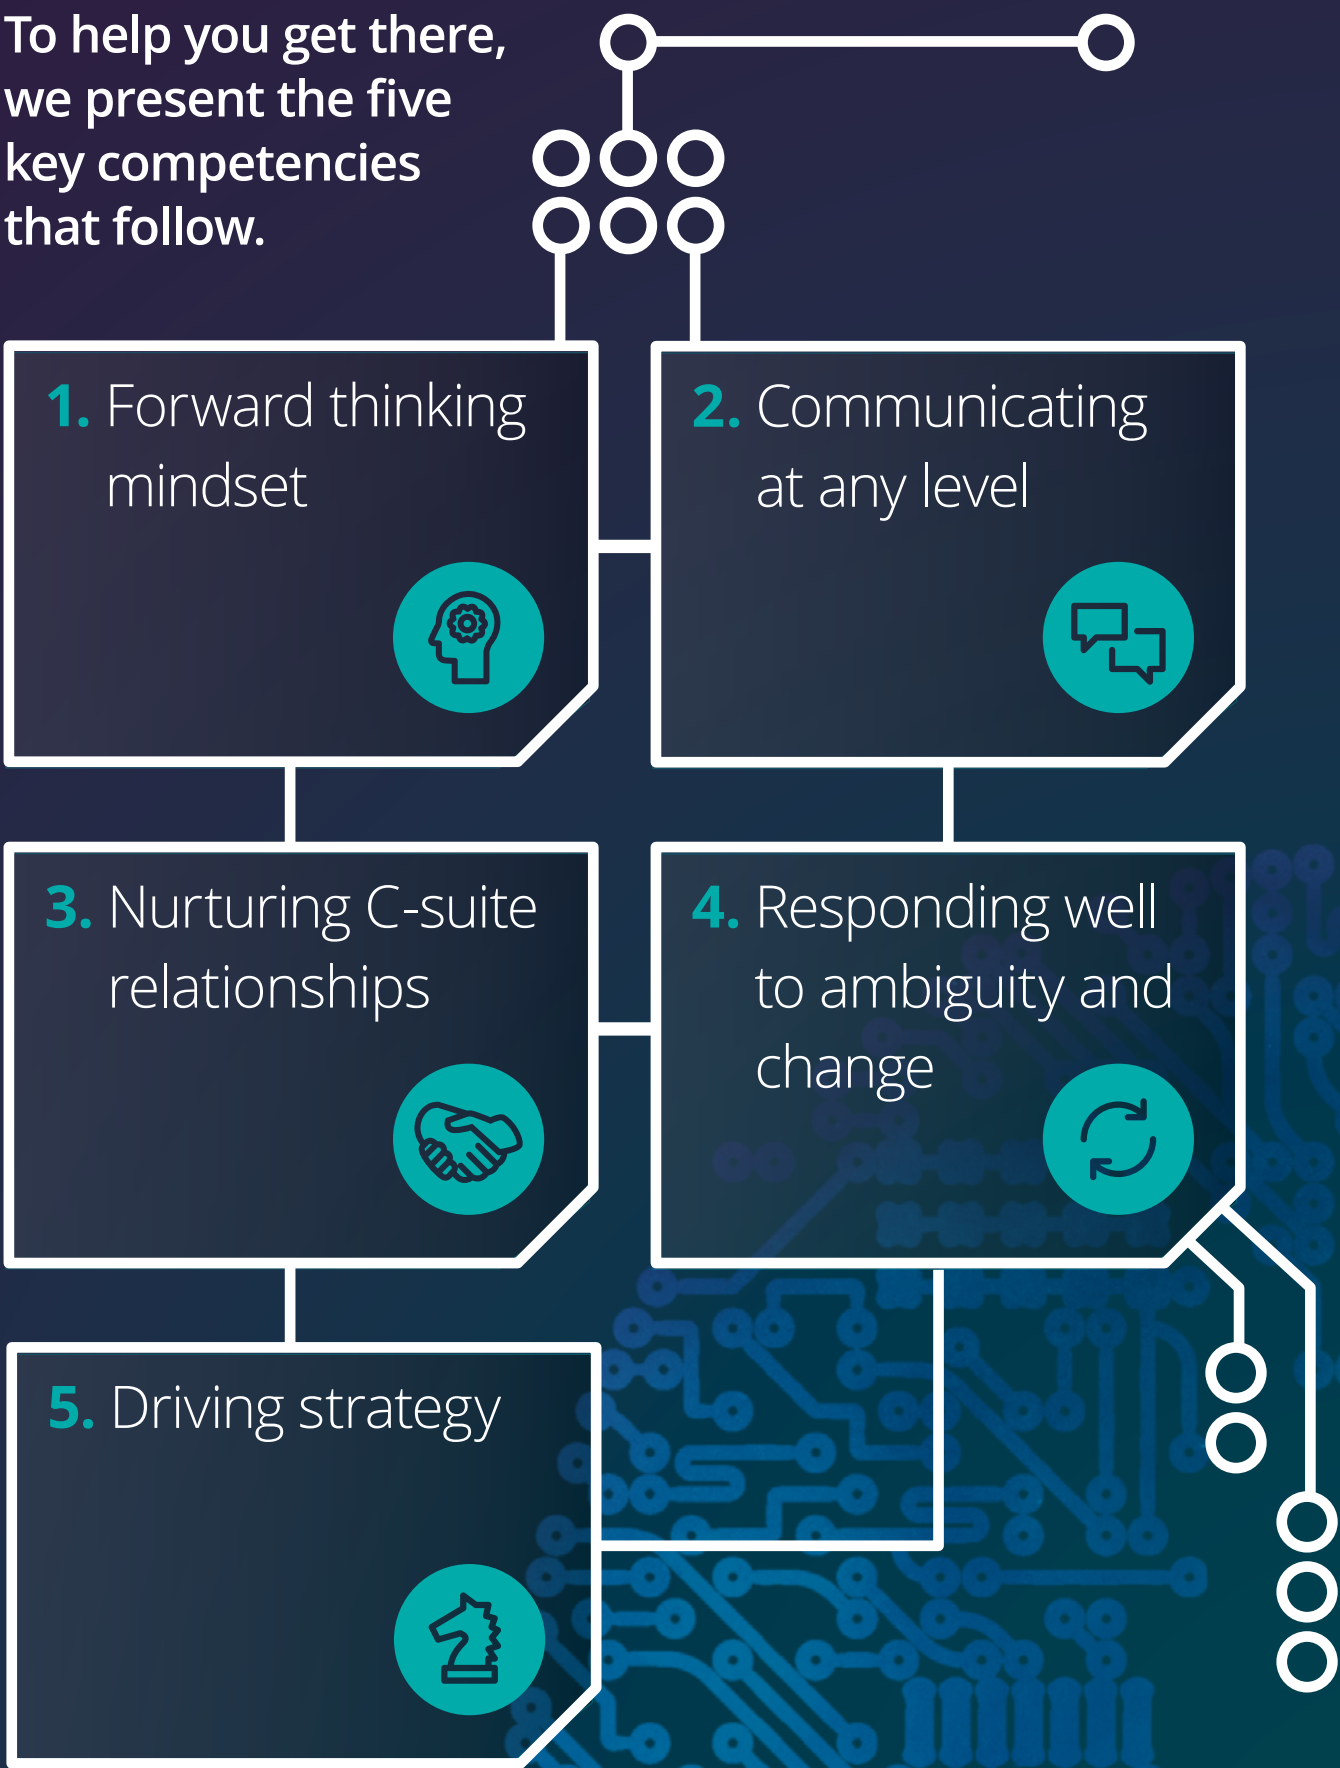 To help you get there,
we present the five
key competencies
that follow.
1. Forward thinking
mindset
2. Communicating
at any level
3. Nurturing C-suite
relationships
4. Responding well
to ambiguity and
change
5. Driving strategy